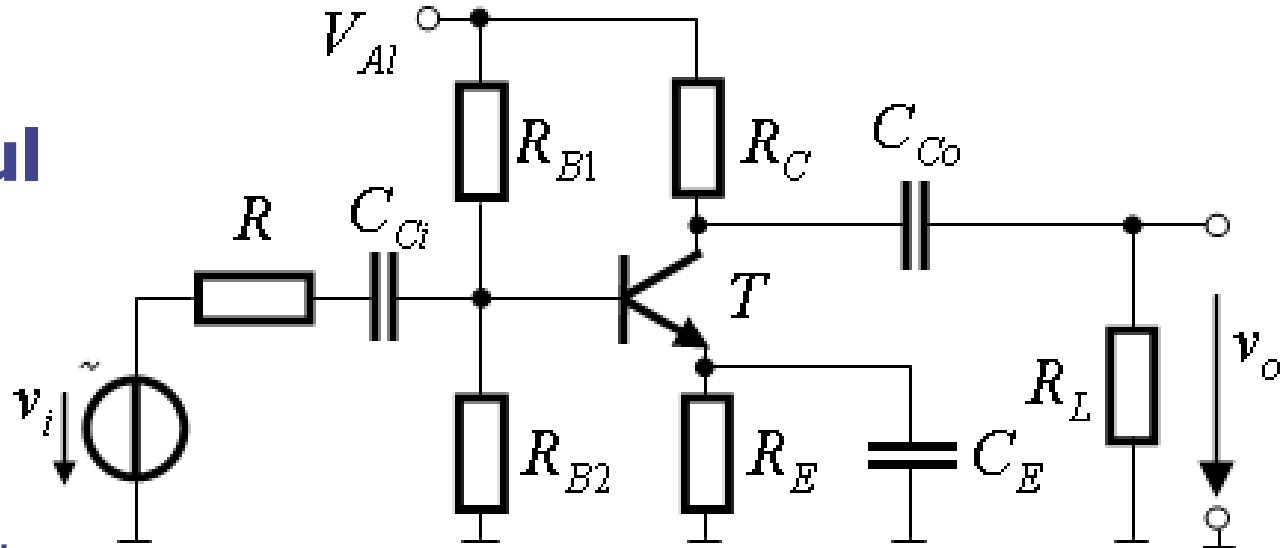 V_Al
ul
R_B1
R_C
C_Co
R
C_Ci
T
~
v_i
R_B2
R_E
C_E
R_L
v_o